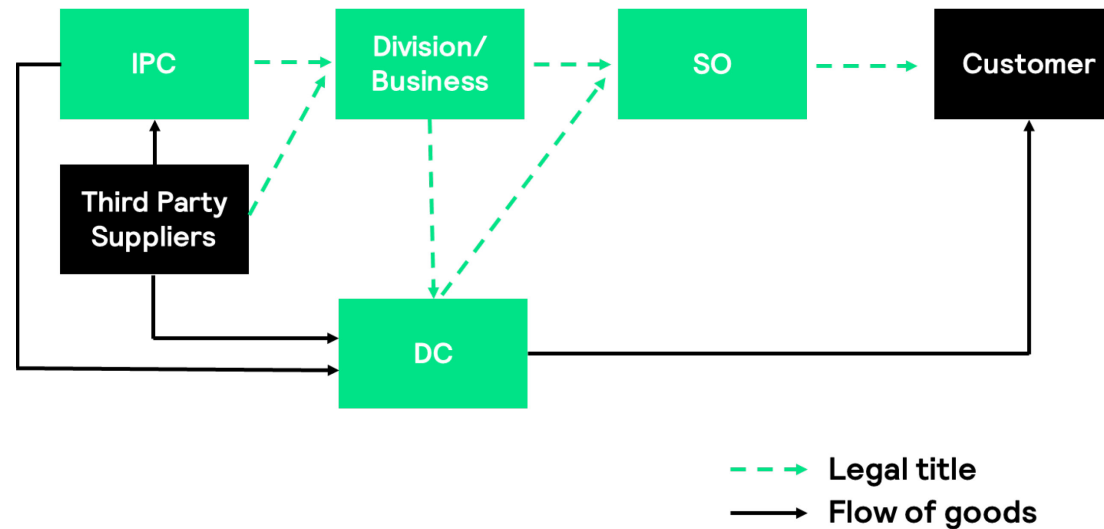 IPC
Division/
Business
SO
Customer
Third Party
Suppliers
DC
Legal title
Flow of goods